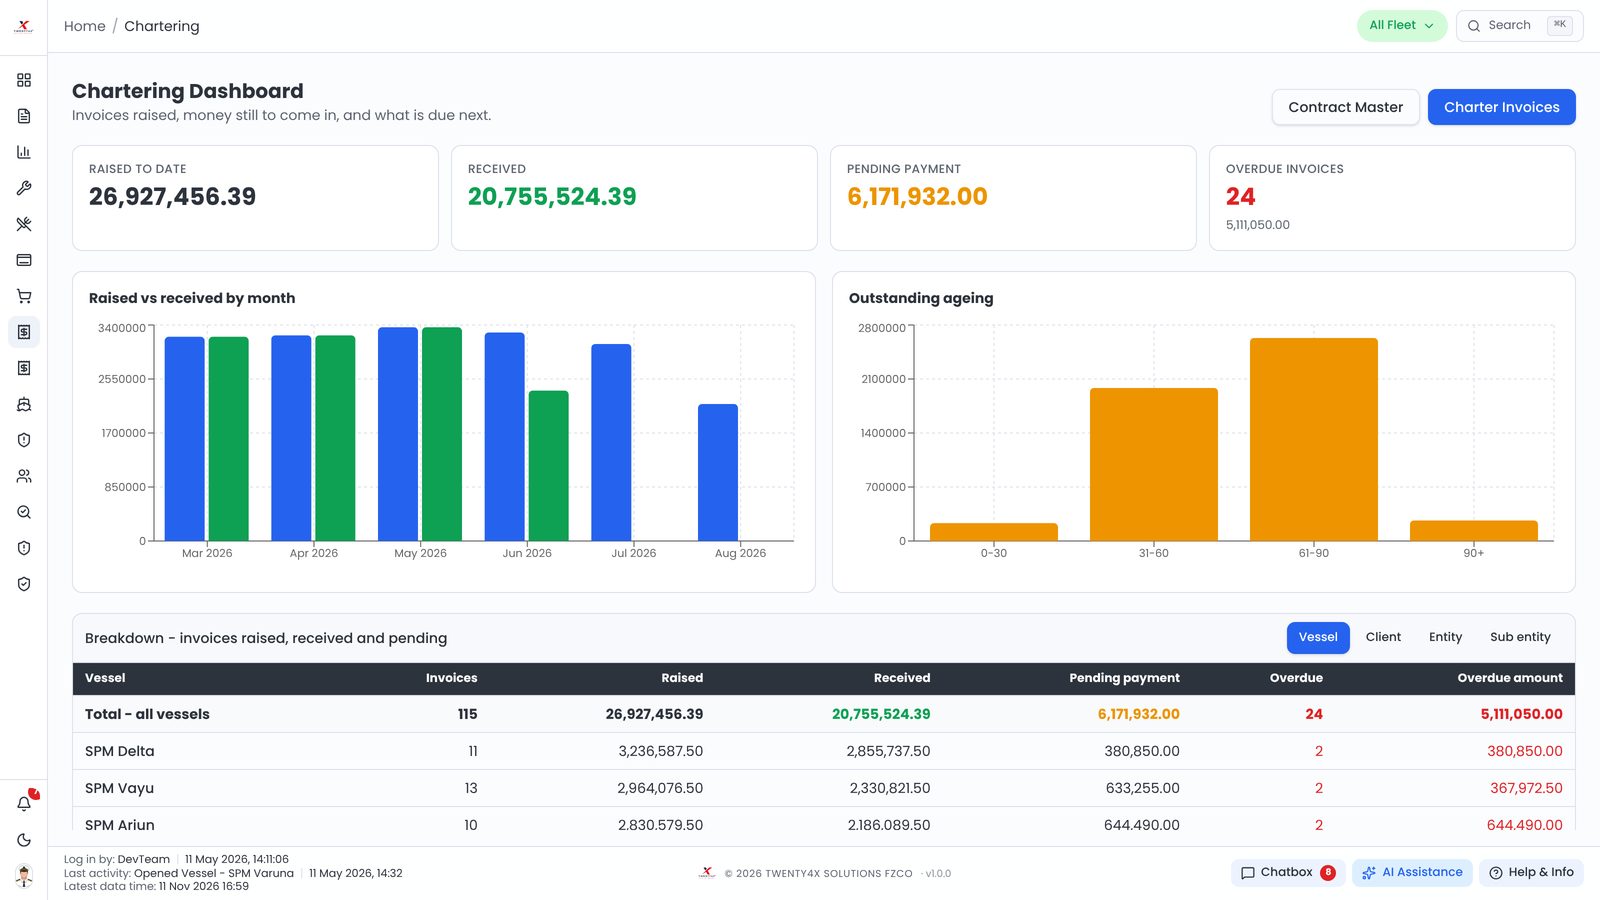 Home / Chartering
All Fleet
Search ⌘K
Chartering Dashboard
Invoices raised, money still to come in, and what is due next.
Contract Master
Charter Invoices
RAISED TO DATE
26,927,456.39
RECEIVED
20,755,524.39
PENDING PAYMENT
6,171,932.00
OVERDUE INVOICES
24
5,111,050.00
Raised vs received by month
3400000
2550000
1700000
850000
0
Mar 2026 Apr 2026 May 2026 Jun 2026 Jul 2026 Aug 2026
Outstanding ageing
2800000
2100000
1400000
700000
0
0-30 31-60 61-90 90+
Breakdown - invoices raised, received and pending
Vessel Client Entity Sub entity
Vessel Invoices Raised Received Pending payment Overdue Overdue amount
Total - all vessels 115 26,927,456.39 20,755,524.39 6,171,932.00 24 5,111,050.00
SPM Delta 11 3,236,587.50 2,855,737.50 380,850.00 2 380,850.00
SPM Vayu 13 2,964,076.50 2,330,821.50 633,255.00 2 367,972.50
SPM Arjun 10 2,830,579.50 2,186,089.50 644,490.00 2 644,490.00
Log in by: DevTeam | 11 May 2026, 14:11:06
Last activity: Opened Vessel - SPM Varuna | 11 May 2026, 14:32
Latest data time: 11 Nov 2026 16:59
© 2026 TWENTY4X SOLUTIONS FZCO · v1.0.0
Chatbox 8
AI Assistance
Help & Info